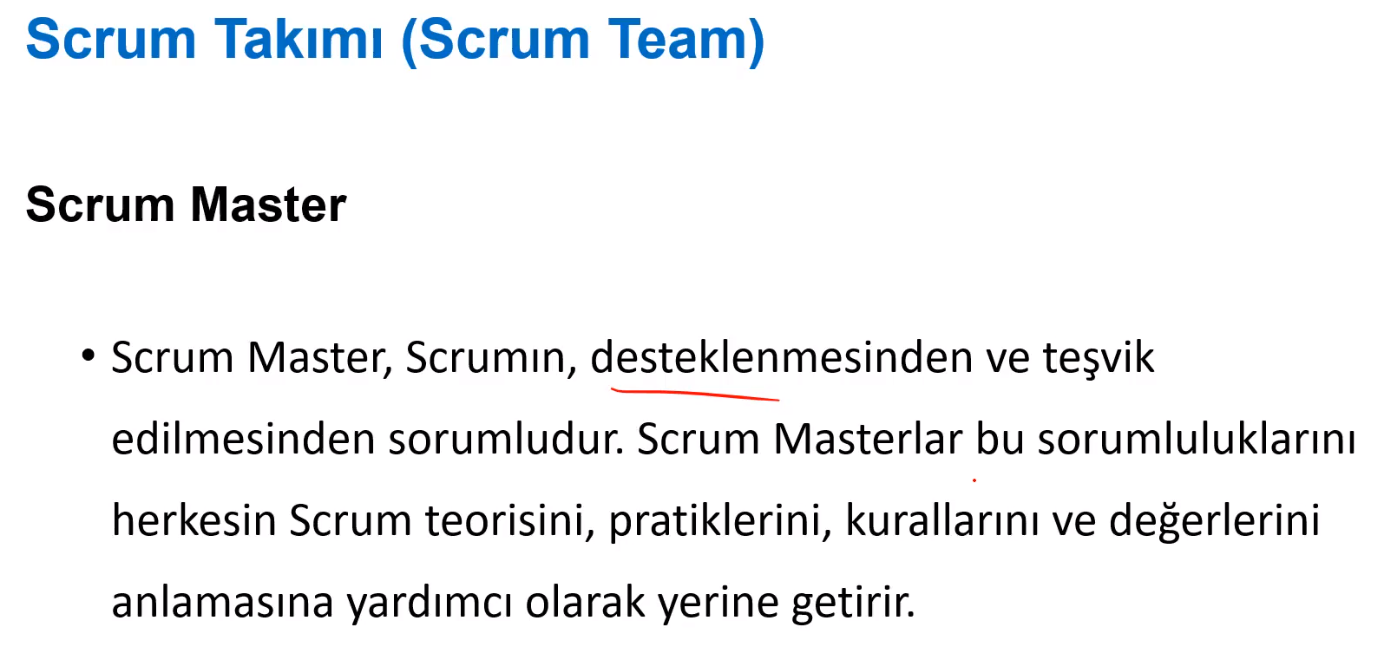 Scrum Takımı (Scrum Team)
Scrum Master
• Scrum Master, Scrumın, desteklenmesinden ve teşvik
edilmesinden sorumludur. Scrum Masterlar bu sorumluluklarını
herkesin Scrum teorisini, pratiklerini, kurallarını ve değerlerini
anlamasına yardımcı olarak yerine getirir.